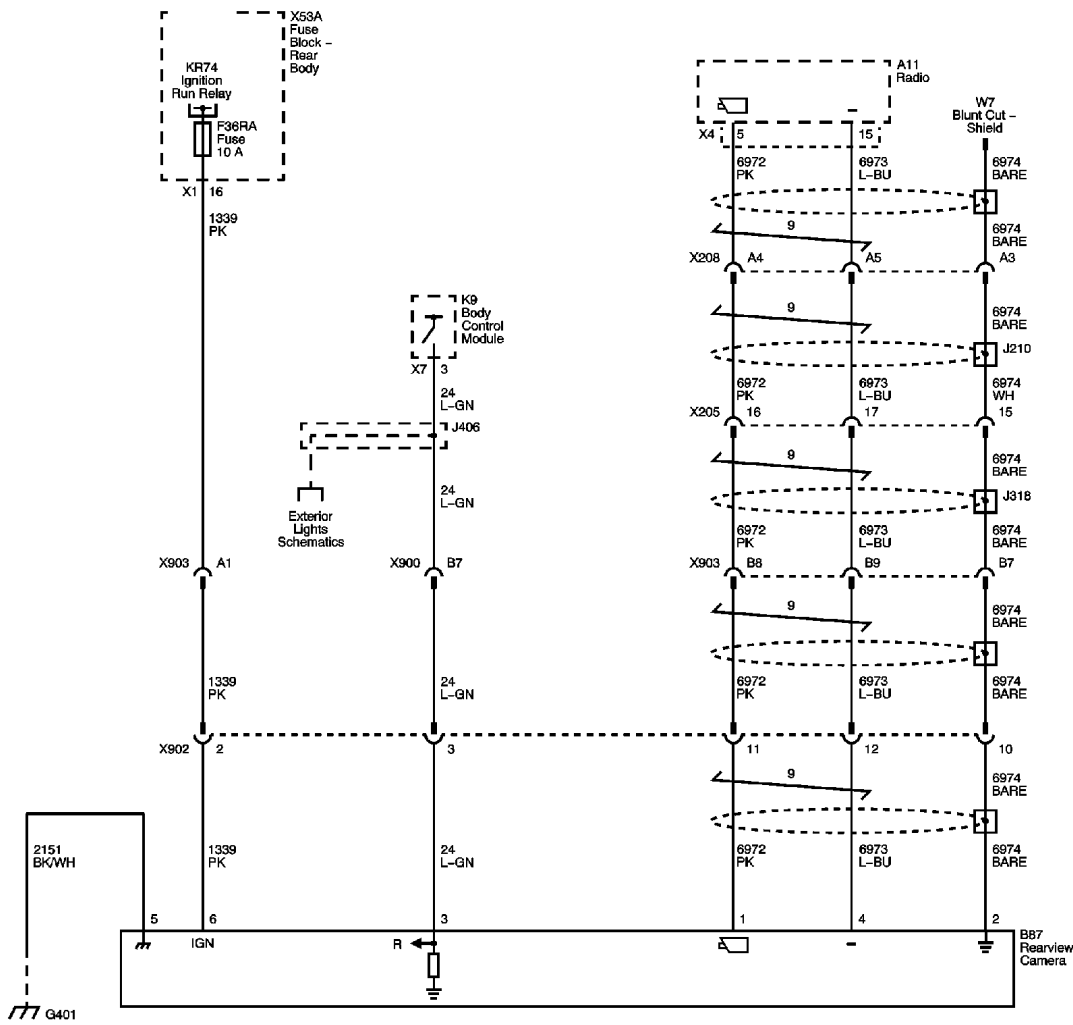 X53A
Fuse
Block –
Rear
Body
KR74
Ignition
Run Relay
F36RA
Fuse
10 A
X1 16
1339
PK
A11
Radio
W7
Blunt Cut –
Shield
X4 5 15
6972
PK
6973
L-BU
6974
BARE
9
6974
BARE
X208 A4 A5 A3
K9
Body
Control
Module
X7 3
9
6974
BARE
J210
24
L-GN
6972
PK
6973
L-BU
6974
WH
X205 16 17 15
J406
9
6974
BARE
J318
24
L-GN
Exterior
Lights
Schematics
6972
PK
6973
L-BU
6974
BARE
X903 A1
X900 B7
X903 B8 B9 B7
9
6974
BARE
1339
PK
24
L-GN
6972
PK
6973
L-BU
6974
BARE
X902 2 3 11 12 10
9
6974
BARE
2151
BK/WH
1339
PK
24
L-GN
6972
PK
6973
L-BU
6974
BARE
5 6 3 1 4 2
IGN
R
B87
Rearview
Camera
G401